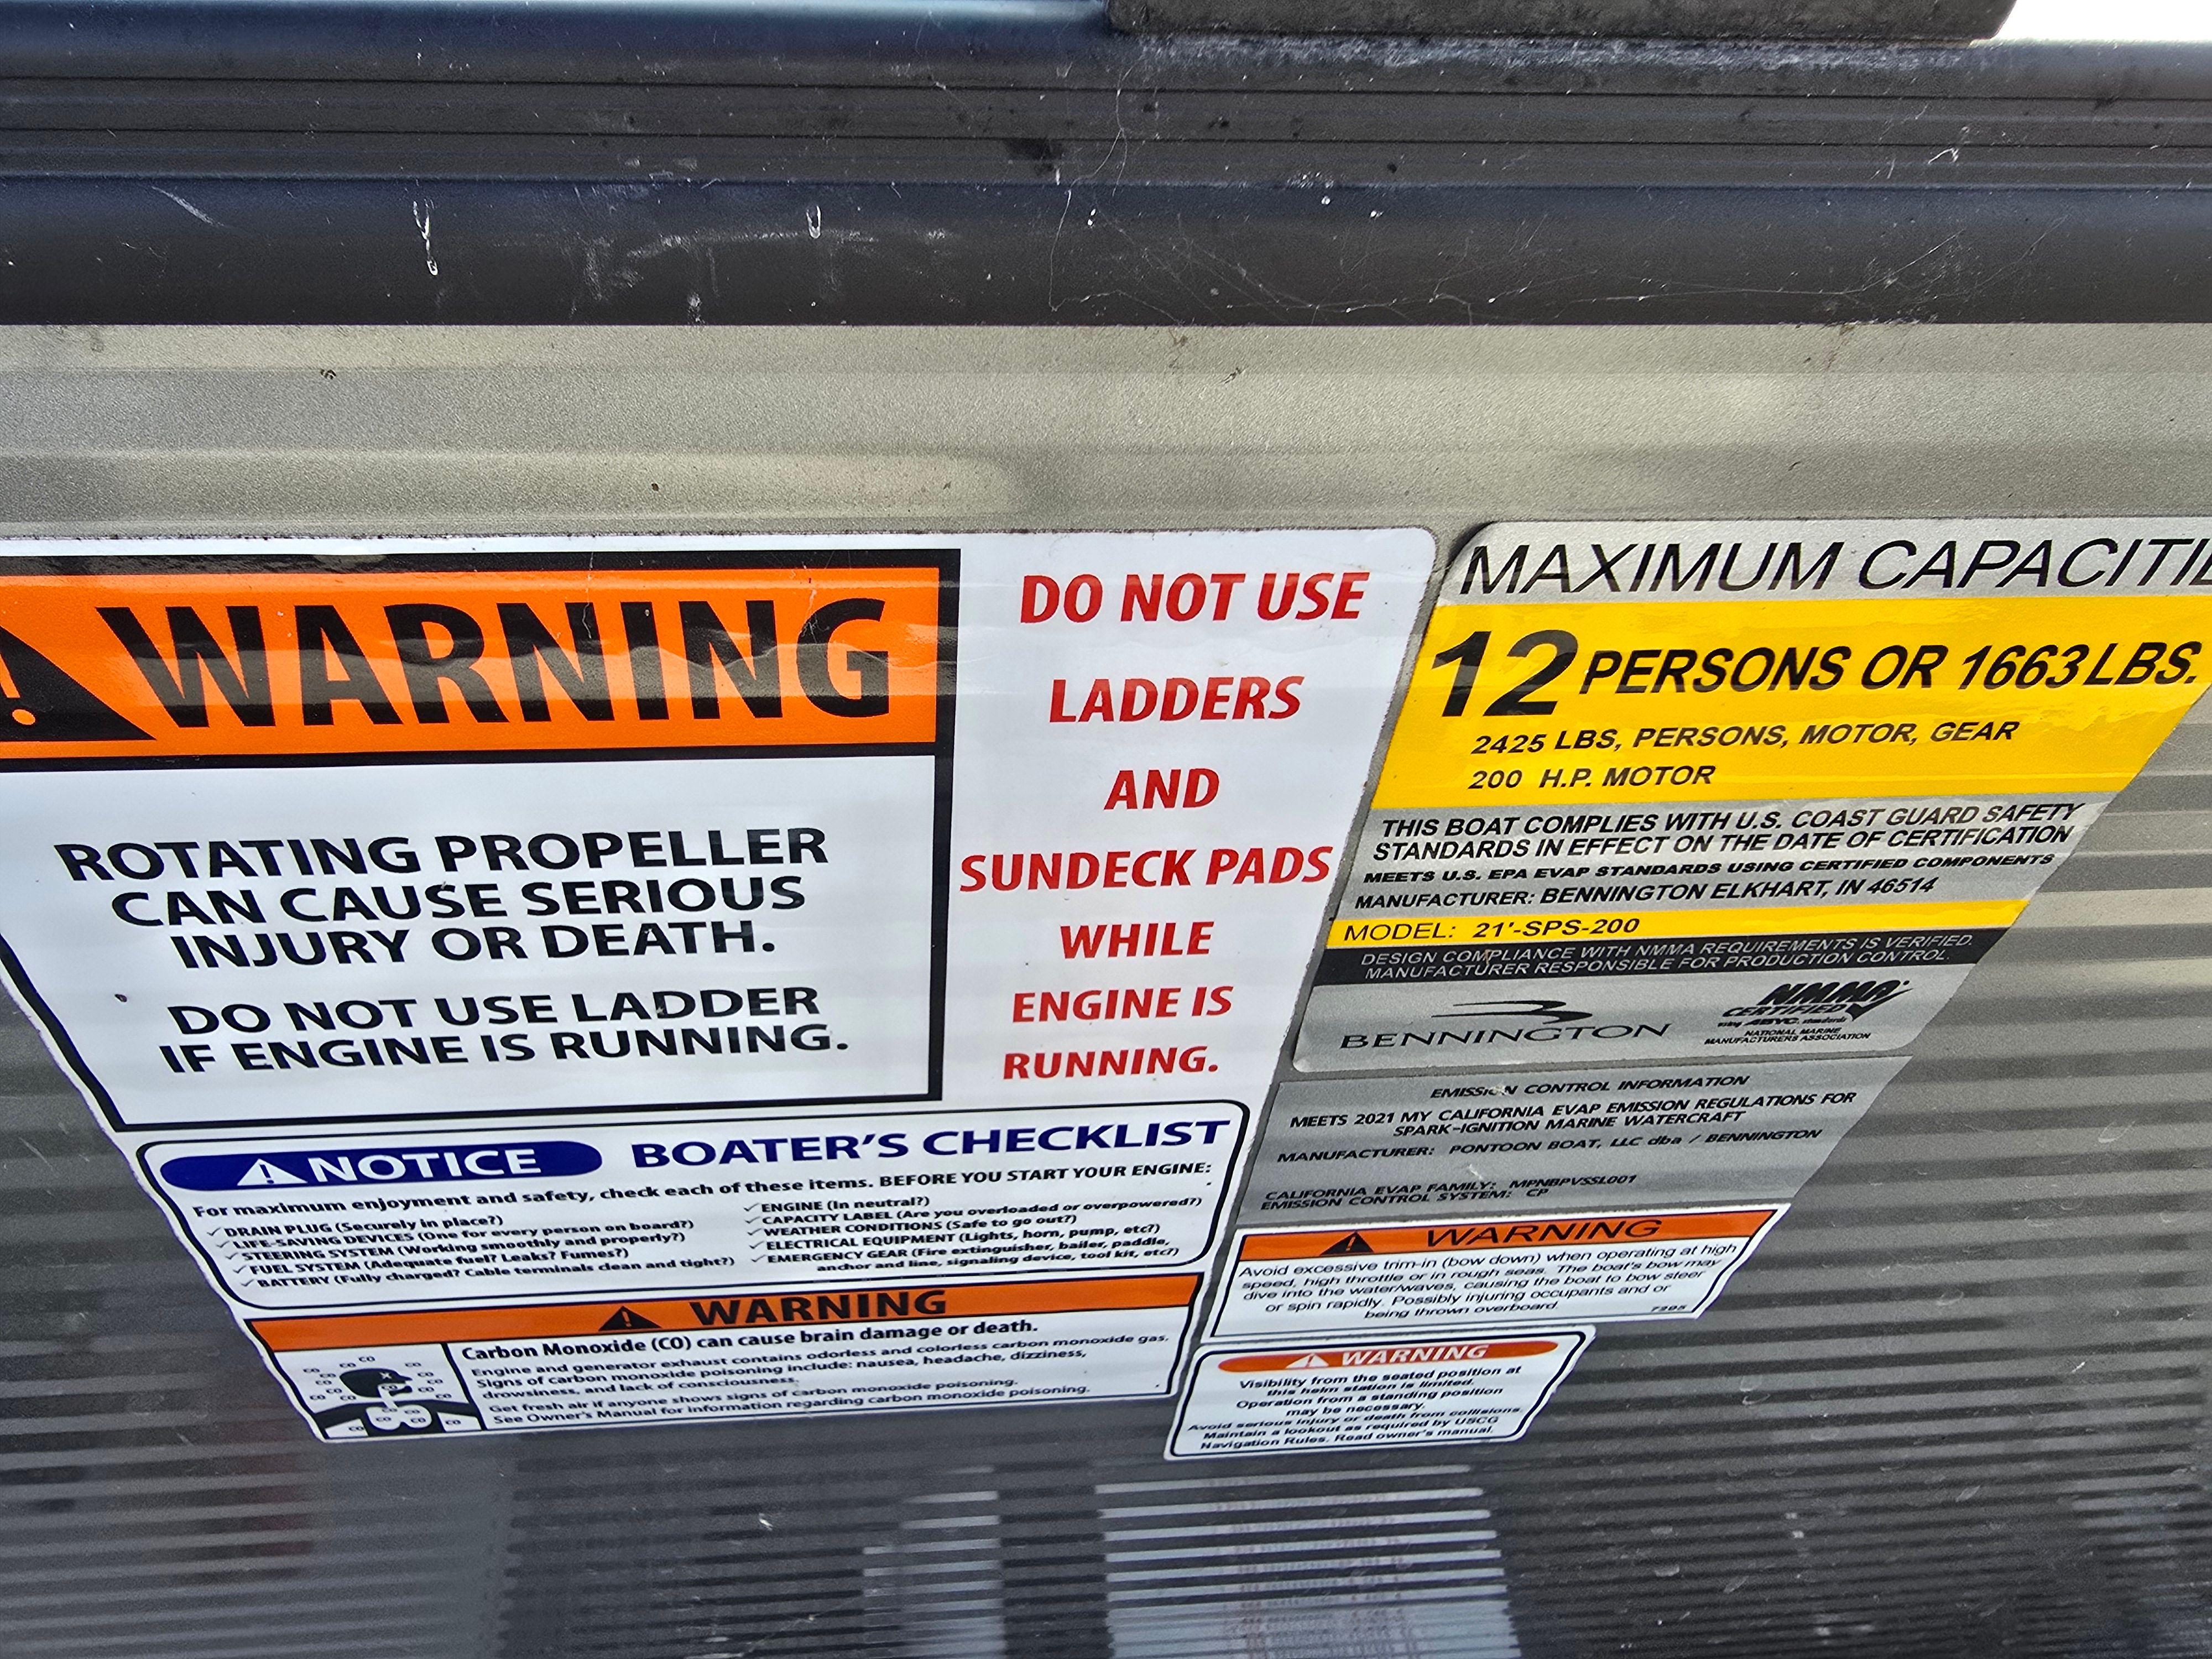 WARNING
ROTATING PROPELLER
CAN CAUSE SERIOUS
INJURY OR DEATH.
DO NOT USE LADDER
IF ENGINE IS RUNNING.
DO NOT USE
LADDERS
AND
SUNDECK PADS
WHILE
ENGINE IS
RUNNING.
NOTICE BOATER'S CHECKLIST
For maximum enjoyment and safety, check each of these items. BEFORE YOU START YOUR ENGINE:
✓DRAIN PLUG (Securely in place?)
✓LIFE-SAVING DEVICES (One for every person on board?)
✓STEERING SYSTEM (Working smoothly and properly?)
✓FUEL SYSTEM (Adequate fuel? Leaks? Fumes?)
✓BATTERY (Fully charged? Cable terminals clean and tight?)
✓ENGINE (In neutral?)
✓CAPACITY LABEL (Are you overloaded or overpowered?)
✓WEATHER CONDITIONS (Safe to go out?)
✓ELECTRICAL EQUIPMENT (Lights, horn, pump, etc?)
✓EMERGENCY GEAR (Fire extinguisher, bailer, paddle,
anchor and line, signaling device, tool kit, etc?)
WARNING
Carbon Monoxide (CO) can cause brain damage or death.
Engine and generator exhaust contains odorless and colorless carbon monoxide gas.
Signs of carbon monoxide poisoning include: nausea, headache, dizziness,
drowsiness, and lack of consciousness.
Get fresh air if anyone shows signs of carbon monoxide poisoning.
See Owner's Manual for information regarding carbon monoxide poisoning.
MAXIMUM CAPACITIE
12 PERSONS OR 1663 LBS.
2425 LBS, PERSONS, MOTOR, GEAR
200 H.P. MOTOR
THIS BOAT COMPLIES WITH U.S. COAST GUARD SAFETY
STANDARDS IN EFFECT ON THE DATE OF CERTIFICATION
MEETS U.S. EPA EVAP STANDARDS USING CERTIFIED COMPONENTS
MANUFACTURER: BENNINGTON ELKHART, IN 46514
MODEL: 21'-SPS-200
DESIGN COMPLIANCE WITH NMMA REQUIREMENTS IS VERIFIED.
MANUFACTURER RESPONSIBLE FOR PRODUCTION CONTROL.
BENNINGTON
NMMA
CERTIFIED
using ABYC standards
NATIONAL MARINE
MANUFACTURERS ASSOCIATION
EMISSION CONTROL INFORMATION
MEETS 2021 MY CALIFORNIA EVAP EMISSION REGULATIONS FOR
SPARK-IGNITION MARINE WATERCRAFT
MANUFACTURER: PONTOON BOAT, LLC dba / BENNINGTON
CALIFORNIA EVAP FAMILY: MPNBPVSSL001
EMISSION CONTROL SYSTEM: CP
WARNING
Avoid excessive trim-in (bow down) when operating at high
speed, high throttle or in rough seas. The boat's bow may
dive into the water/waves, causing the boat to bow steer
or spin rapidly. Possibly injuring occupants and or
being thrown overboard.
WARNING
Visibility from the seated position at
this helm station is limited.
Operation from a standing position
may be necessary.
Avoid serious injury or death from collisions.
Maintain a lookout as required by USCG
Navigation Rules. Read owner's manual.